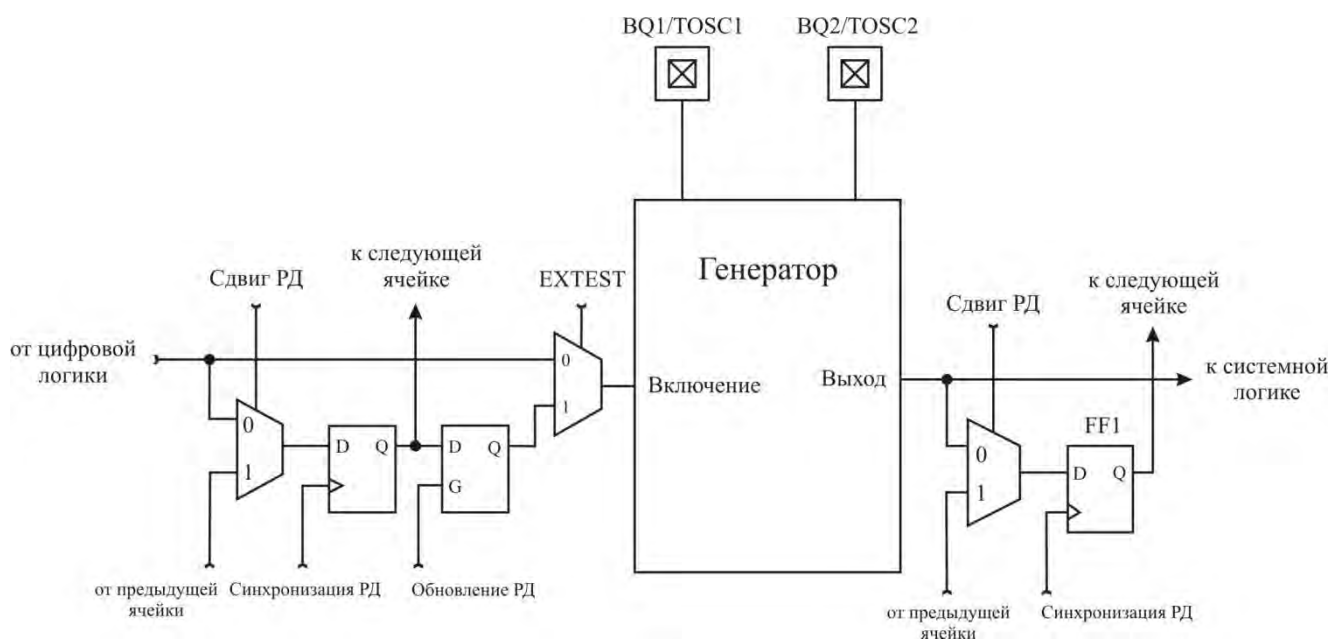 BQ1/TOSC1
BQ2/TOSC2
Генератор
Включение
Выход
к следующей
ячейке
Сдвиг РД
EXTEST
от цифровой
логики
0
1
D
Q
D
Q
G
0
1
от предыдущей
ячейки
Синхронизация РД
Обновление РД
к следующей
ячейке
Сдвиг РД
к системной
логике
FF1
0
1
D
Q
от предыдущей
ячейки
Синхронизация РД